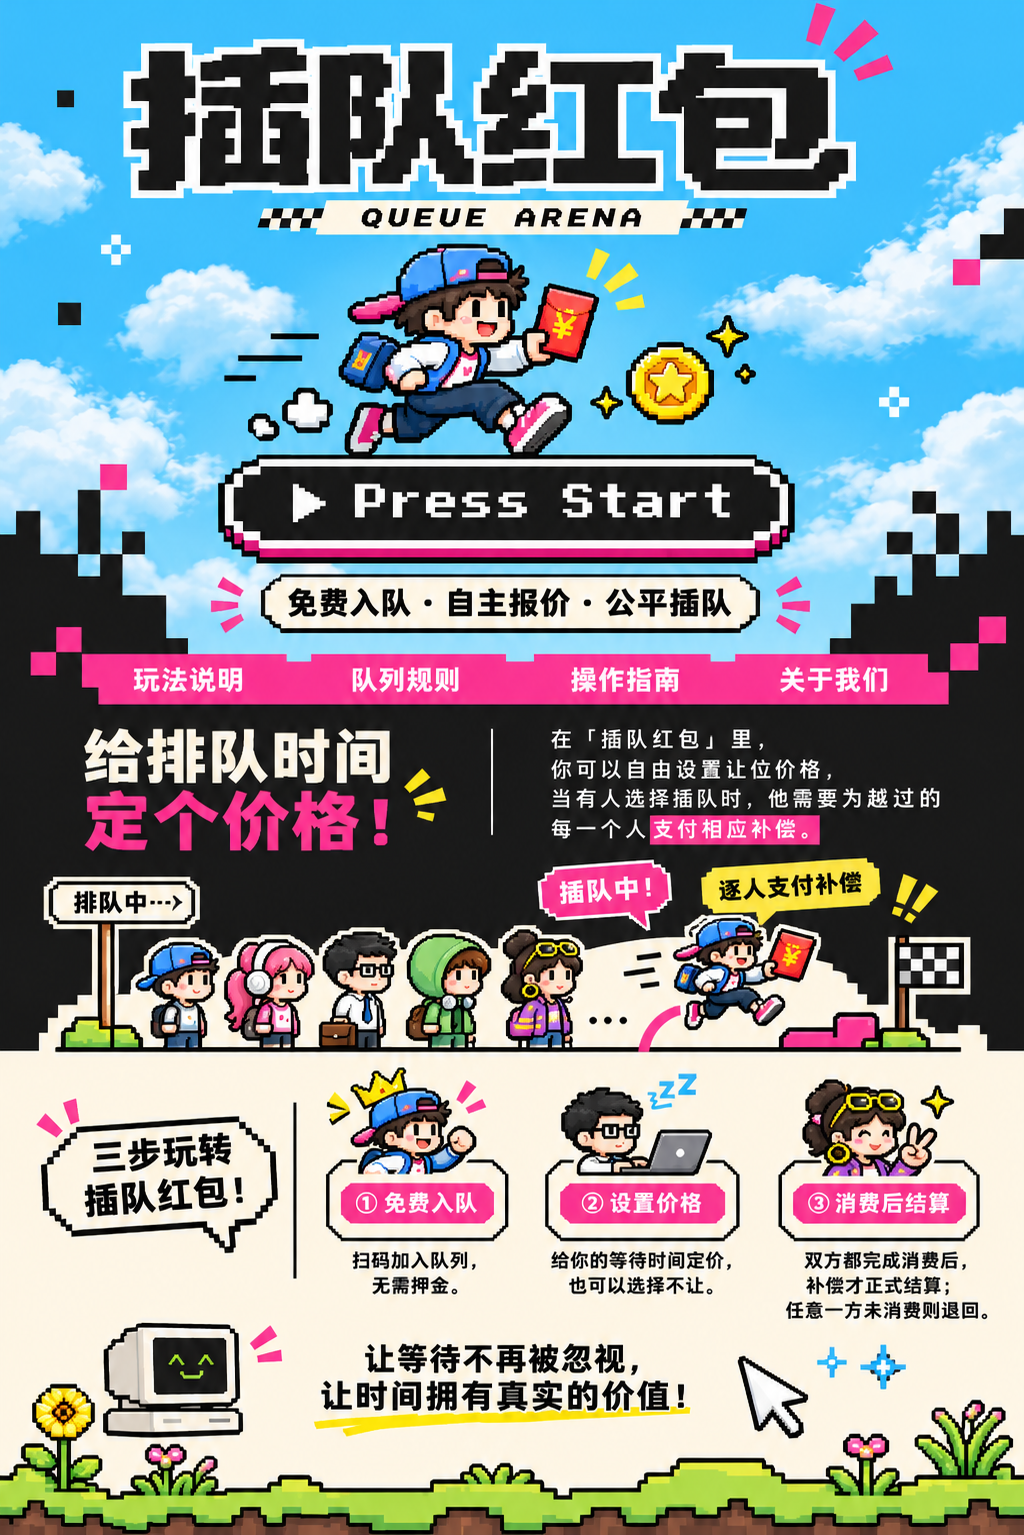 插队红包
QUEUE ARENA
¥
Press Start
免费入队 · 自主报价 · 公平插队
玩法说明
队列规则
操作指南
关于我们
给排队时间
定个价格！
在「插队红包」里，
你可以自由设置让位价格，
当有人选择插队时，他需要为越过的
每一个人支付相应补偿。
排队中…>
插队中！
逐人支付补偿
!!
¥
...
三步玩转
插队红包！
zzZ
① 免费入队
扫码加入队列，
无需押金。
② 设置价格
给你的等待时间定价，
也可以选择不让。
③ 消费后结算
双方都完成消费后，
补偿才正式结算；
任意一方未消费则退回。
让等待不再被忽视，
让时间拥有真实的价值！